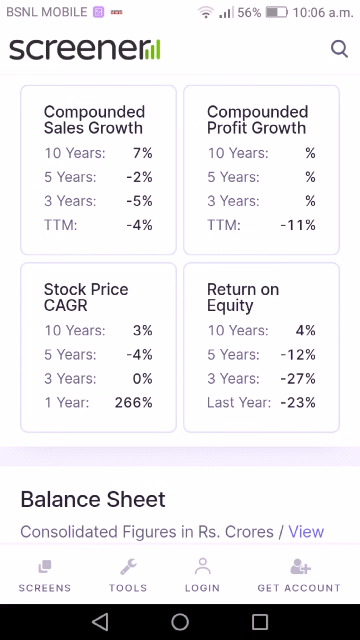 BSNL MOBILE 56% 10:06 a.m.
screener
Compounded
Sales Growth
10 Years: 7%
5 Years: -2%
3 Years: -5%
TTM: -4%
Compounded
Profit Growth
10 Years: %
5 Years: %
3 Years: %
TTM: -11%
Stock Price
CAGR
10 Years: 3%
5 Years: -4%
3 Years: 0%
1 Year: 266%
Return on
Equity
10 Years: 4%
5 Years: -12%
3 Years: -27%
Last Year: -23%
Balance Sheet
Consolidated Figures in Rs. Crores / View
SCREENS TOOLS LOGIN GET ACCOUNT